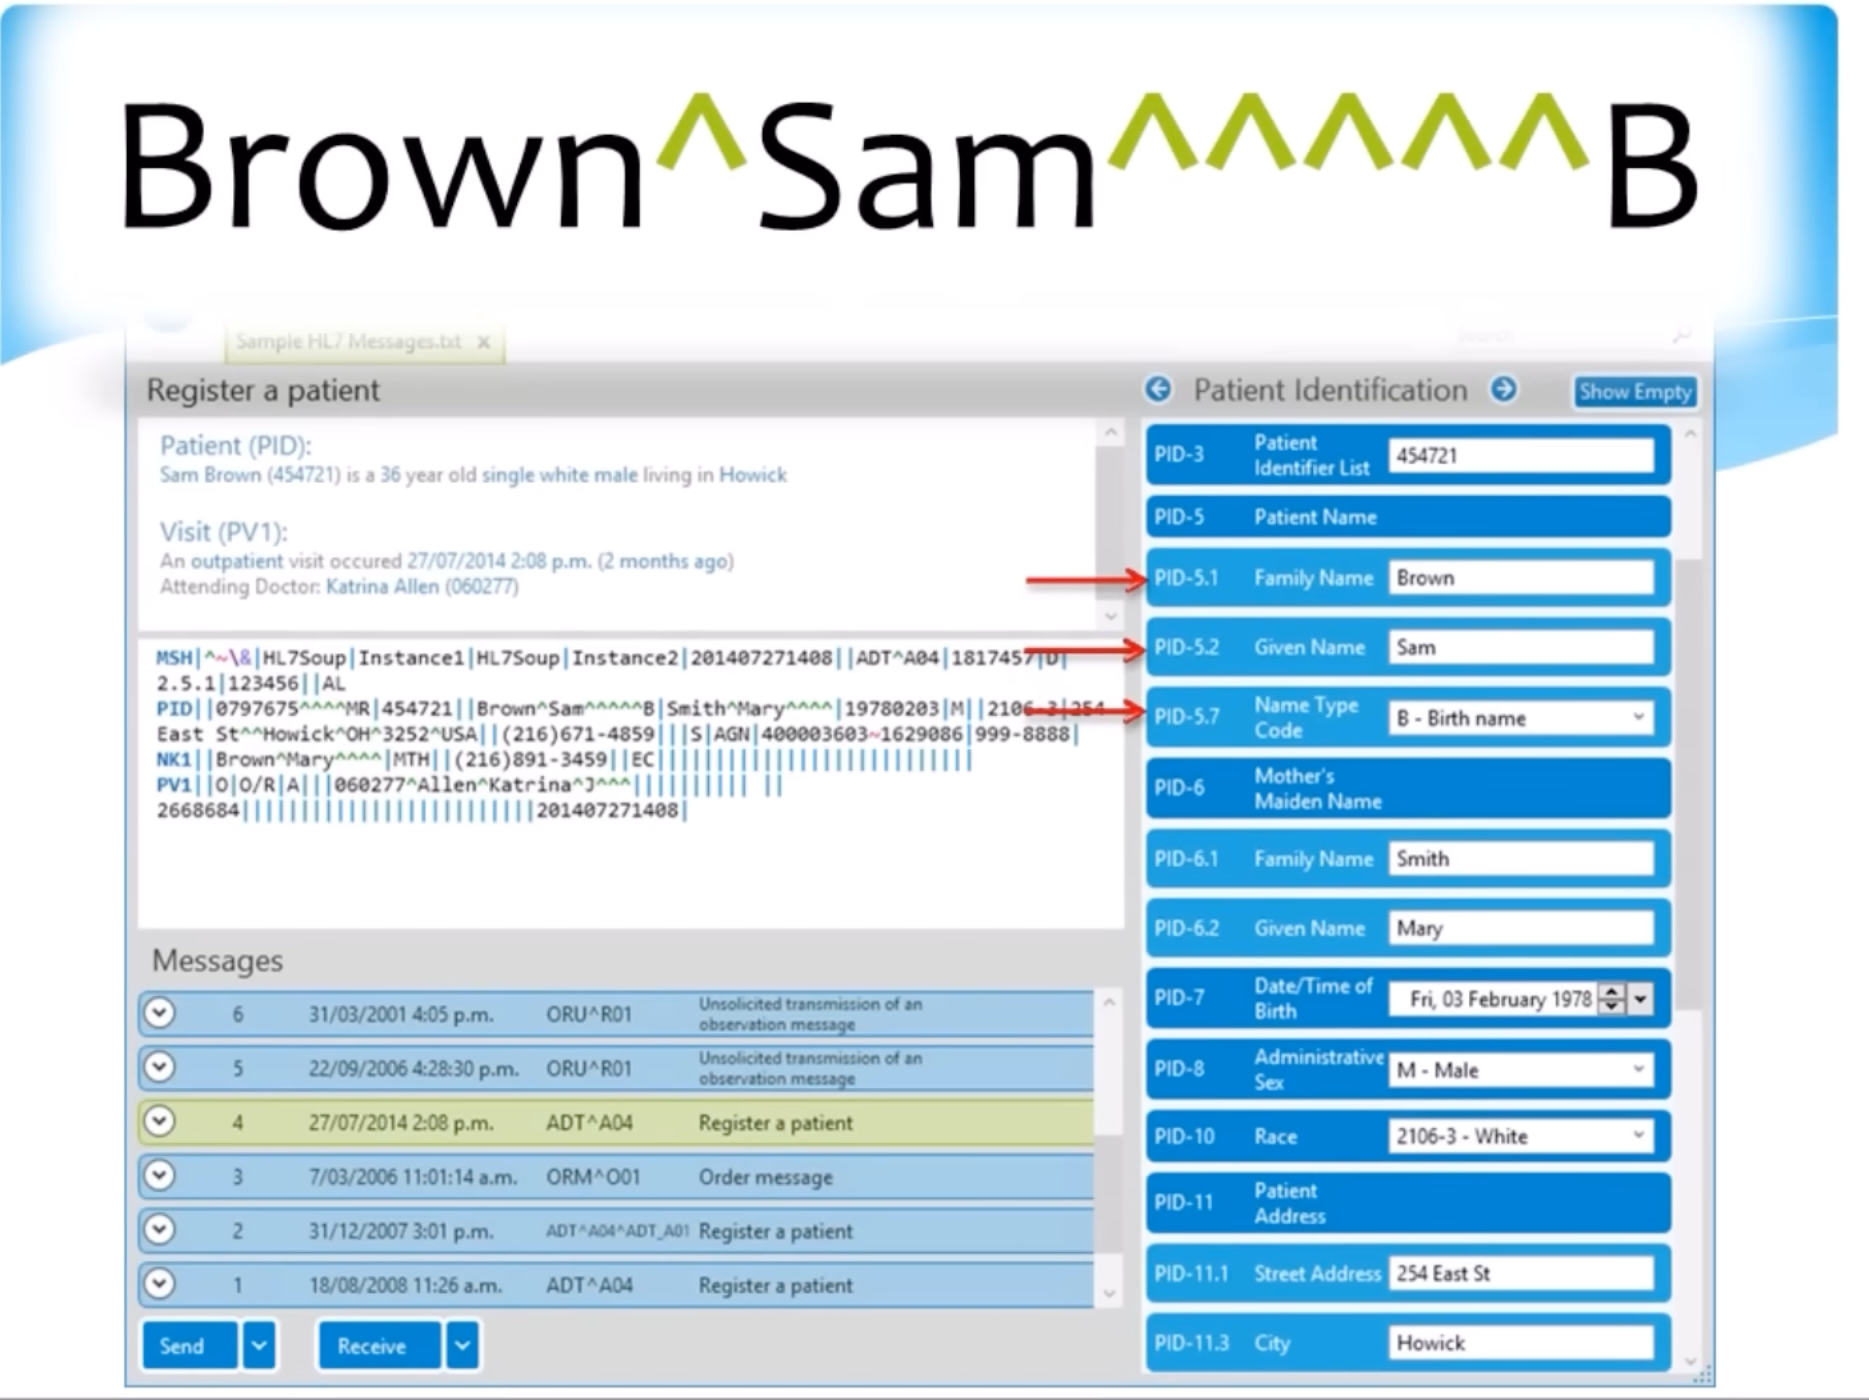 Brown^Sam^^^^^B
Sample HL7 Messages.txt x
Search
Register a patient
Patient (PID):
Sam Brown (454721) is a 36 year old single white male living in Howick
Visit (PV1):
An outpatient visit occured 27/07/2014 2:08 p.m. (2 months ago)
Attending Doctor: Katrina Allen (060277)
MSH|^~\&|HL7Soup|Instance1|HL7Soup|Instance2|201407271408||ADT^A04|1817457|D|
2.5.1|123456||AL
PID||0797675^^^^MR|454721||Brown^Sam^^^^^B|Smith^Mary^^^^|19780203|M||2106-3|254
East St^^Howick^OH^3252^USA||(216)671-4859|||S|AGN|400003603~1629086|999-8888|
NK1||Brown^Mary^^^^|MTH||(216)891-3459||EC|||||||||||||||||||||||||||
PV1||O|O/R|A|||060277^Allen^Katrina^J^^^|||||||||| ||
2668684|||||||||||||||||||||||||201407271408|
Messages
6 31/03/2001 4:05 p.m. ORU^R01 Unsolicited transmission of an
observation message
5 22/09/2006 4:28:30 p.m. ORU^R01 Unsolicited transmission of an
observation message
4 27/07/2014 2:08 p.m. ADT^A04 Register a patient
3 7/03/2006 11:01:14 a.m. ORM^O01 Order message
2 31/12/2007 3:01 p.m. ADT^A04^ADT_A01 Register a patient
1 18/08/2008 11:26 a.m. ADT^A04 Register a patient
Send
Receive
Patient Identification
Show Empty
PID-3 Patient
Identifier List 454721
PID-5 Patient Name
PID-5.1 Family Name Brown
PID-5.2 Given Name Sam
PID-5.7 Name Type
Code B - Birth name
PID-6 Mother's
Maiden Name
PID-6.1 Family Name Smith
PID-6.2 Given Name Mary
PID-7 Date/Time of
Birth Fri, 03 February 1978
PID-8 Administrative
Sex M - Male
PID-10 Race 2106-3 - White
PID-11 Patient
Address
PID-11.1 Street Address 254 East St
PID-11.3 City Howick